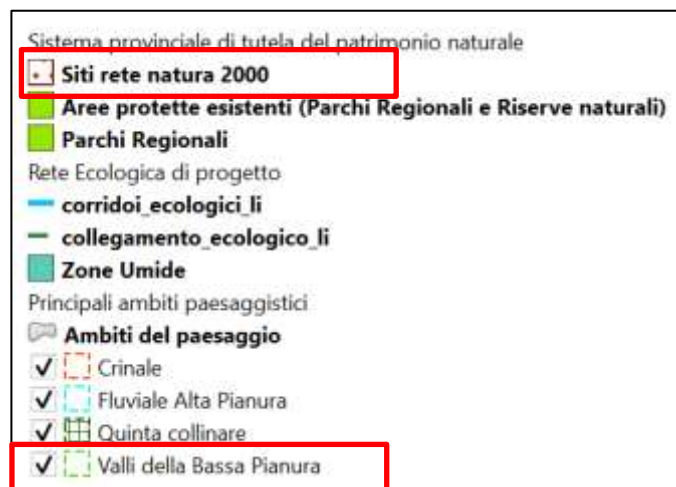 Sistema provinciale di tutela del patrimonio naturale
Siti rete natura 2000
Aree protette esistenti (Parchi Regionali e Riserve naturali)
Parchi Regionali
Rete Ecologica di progetto
corridoi_ecologici_li
collegamento_ecologico_li
Zone Umide
Principali ambiti paesaggistici
Ambiti del paesaggio
Crinale
Fluviale Alta Pianura
Quinta collinare
Valli della Bassa Pianura